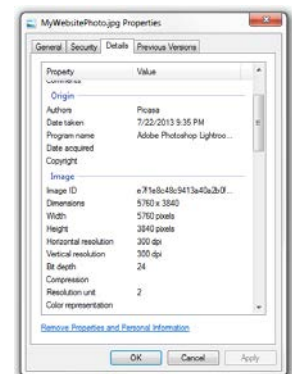 MyWebsitePhoto.jpg Properties
General Security Details Previous Versions
Property Value
Comments
Origin
Authors Picasa
Date taken 7/22/2013 9:35 PM
Program name Adobe Photoshop Lightroo...
Date acquired
Copyright
Image
Image ID
Dimensions 5760 x 3840
Width 5760 pixels
Height 3840 pixels
Horizontal resolution 300 dpi
Vertical resolution 300 dpi
Bit depth 24
Compression
Resolution unit 2
Color representation
Remove Properties and Personal Information
OK Cancel Apply